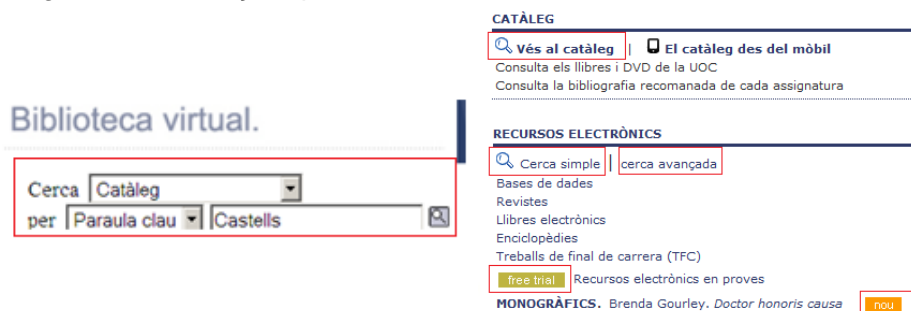 Biblioteca virtual.
Cerca Catàleg
per Paraula clau Castells
CATÀLEG
Vés al catàleg | El catàleg des del mòbil
Consulta els llibres i DVD de la UOC
Consulta la bibliografia recomanada de cada assignatura
RECURSOS ELECTRÒNICS
Cerca simple | cerca avançada
Bases de dades
Revistes
Llibres electrònics
Enciclopèdies
Treballs de final de carrera (TFC)
free trial Recursos electrònics en proves
MONOGRÀFICS. Brenda Gourley. Doctor honoris causa nou